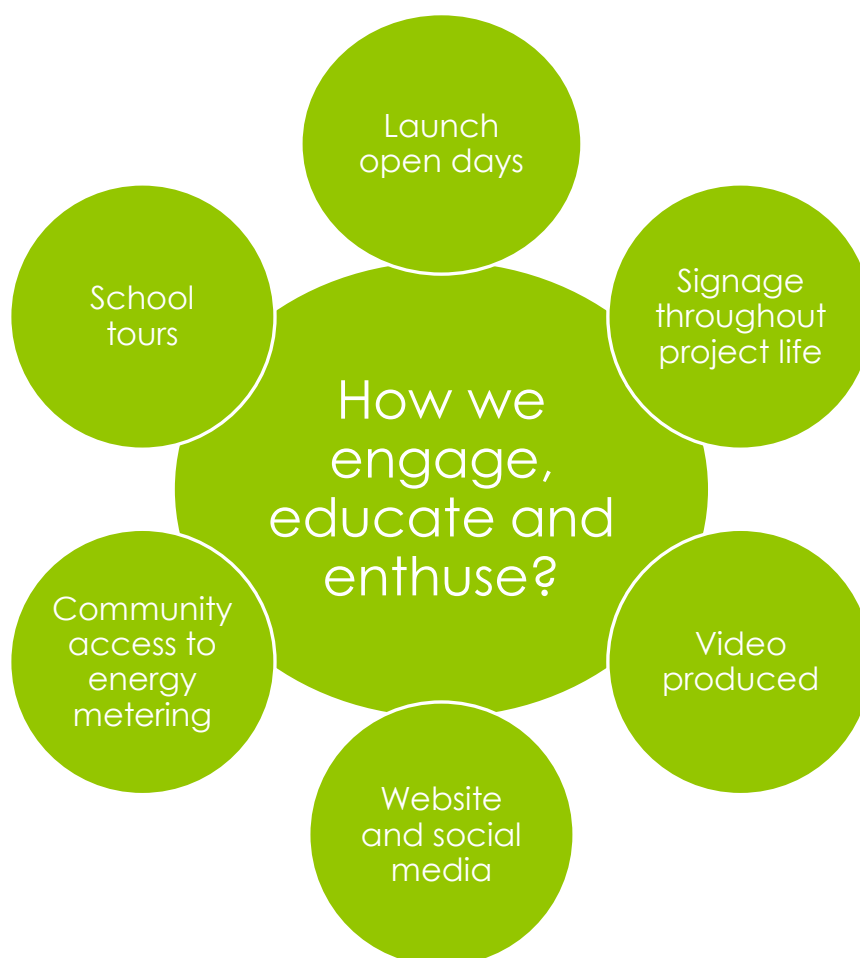 Launch
open days
Signage
throughout
project life
Video
produced
Website
and social
media
Community
access to
energy
metering
School
tours
How we
engage,
educate and
enthuse?